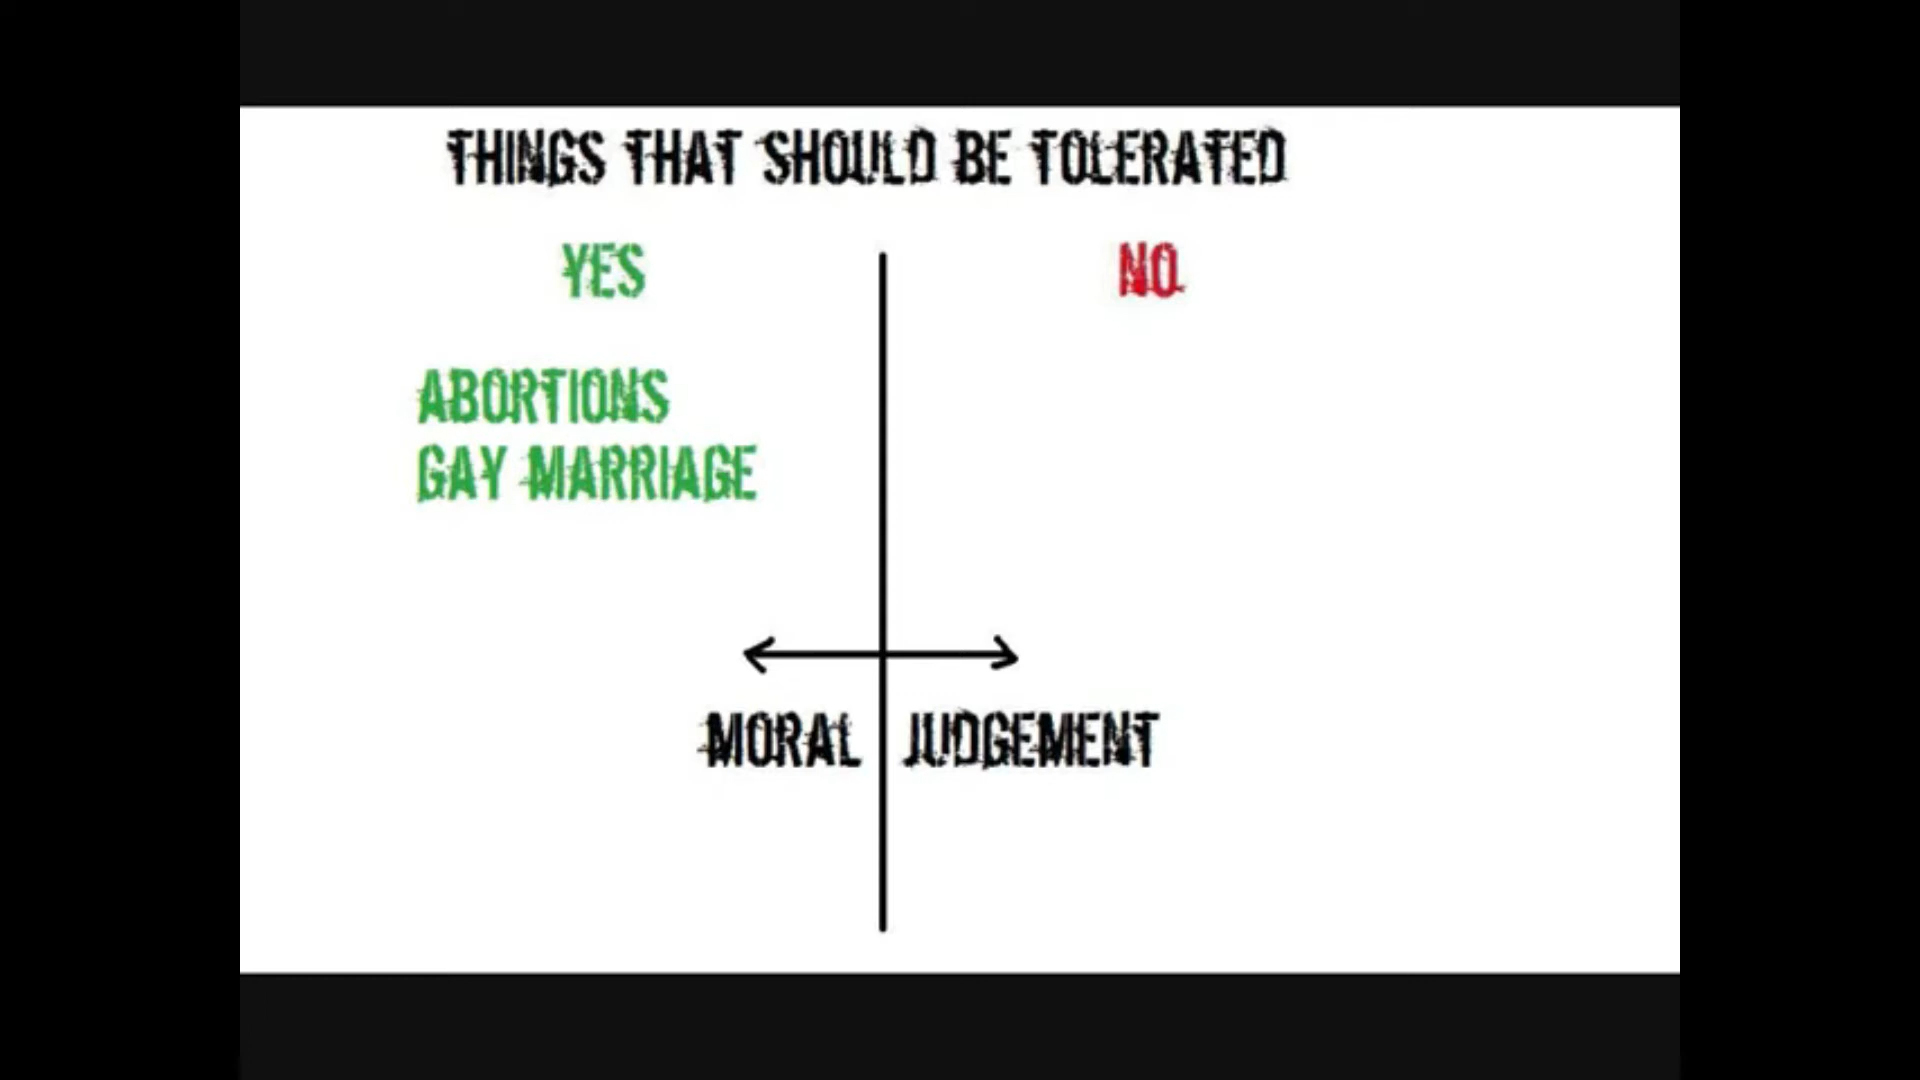 THINGS THAT SHOULD BE TOLERATED
YES
NO
ABORTIONS
GAY MARRIAGE
MORAL JUDGEMENT